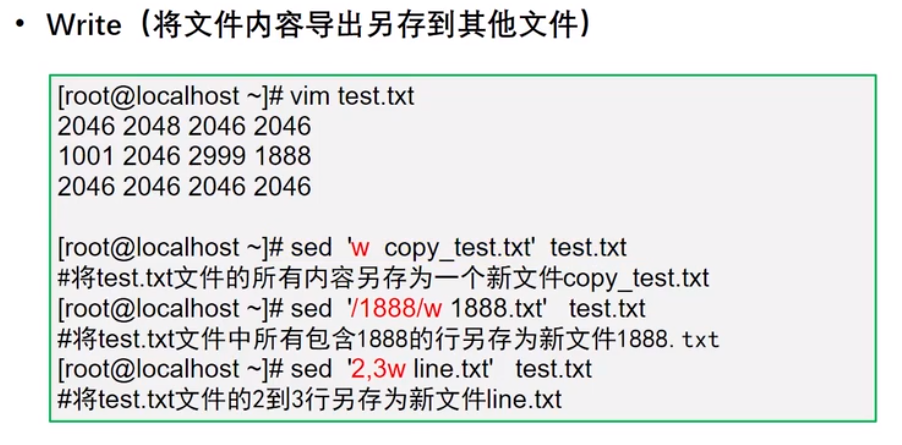 • Write（将文件内容导出另存到其他文件）
[root@localhost ~]# vim test.txt
2046 2048 2046 2046
1001 2046 2999 1888
2046 2046 2046 2046
[root@localhost ~]# sed 'w copy_test.txt' test.txt
#将test.txt文件的所有内容另存为一个新文件copy_test.txt
[root@localhost ~]# sed '/1888/w 1888.txt' test.txt
#将test.txt文件中所有包含1888的行另存为新文件1888.txt
[root@localhost ~]# sed '2,3w line.txt' test.txt
#将test.txt文件的2到3行另存为新文件line.txt